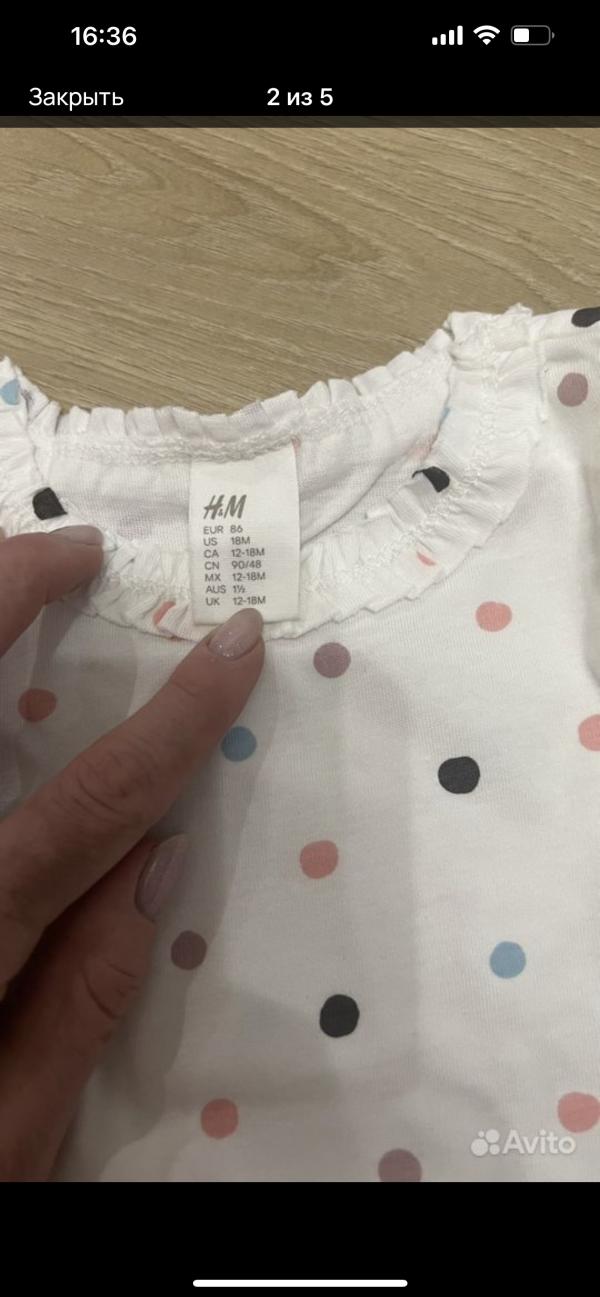 16:36
Закрыть
2 из 5
H&M
EUR 86
US 18M
CA 12-18M
CN 90/48
MX 12-18M
AUS 1½
UK 12-18M
Avito